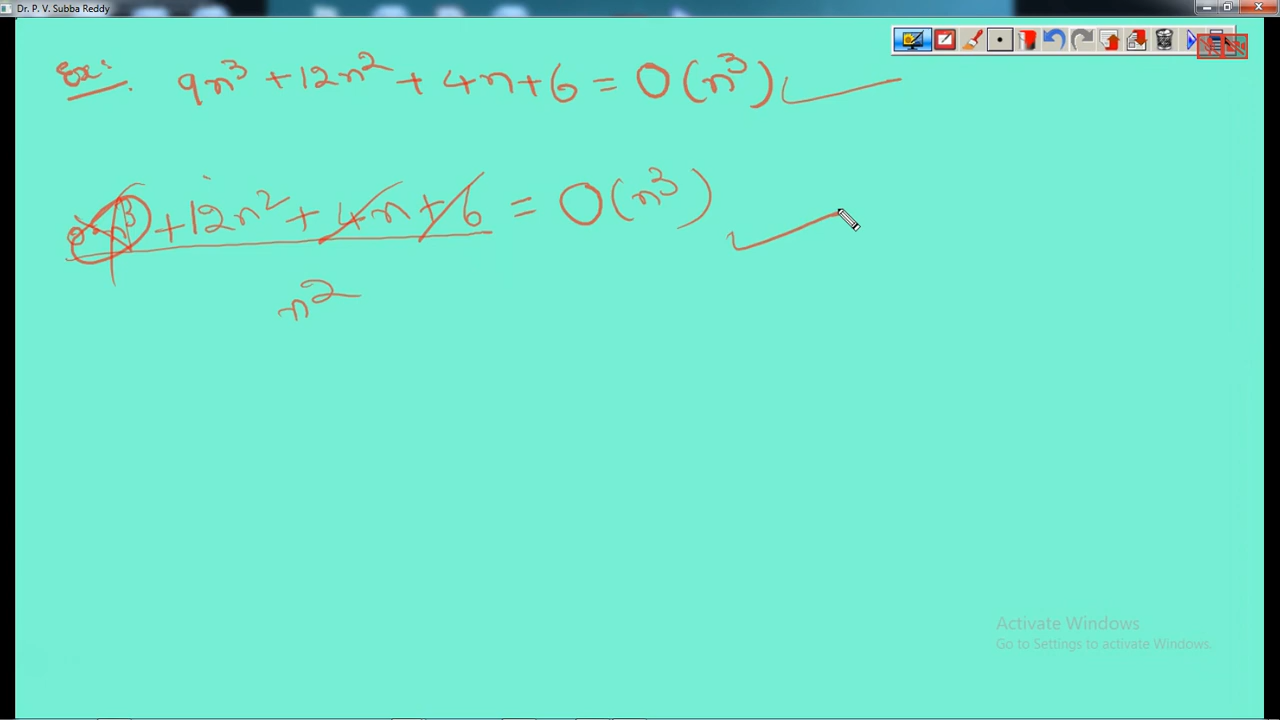 Dr. P. V. Subba Reddy
Ex:
9n³ + 12n² + 4n + 6 = O(n³)
+ 12n² + 4n + 6 = O(n³)
n²
Activate Windows
Go to Settings to activate Windows.